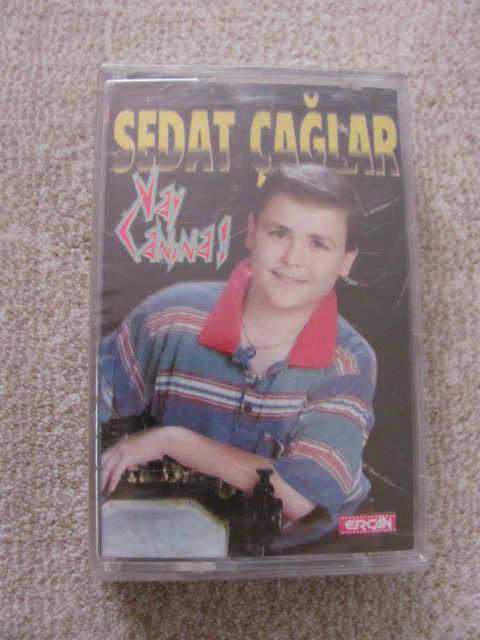 SEDAT ÇAĞLAR
Vay
Canına!
ERCAN